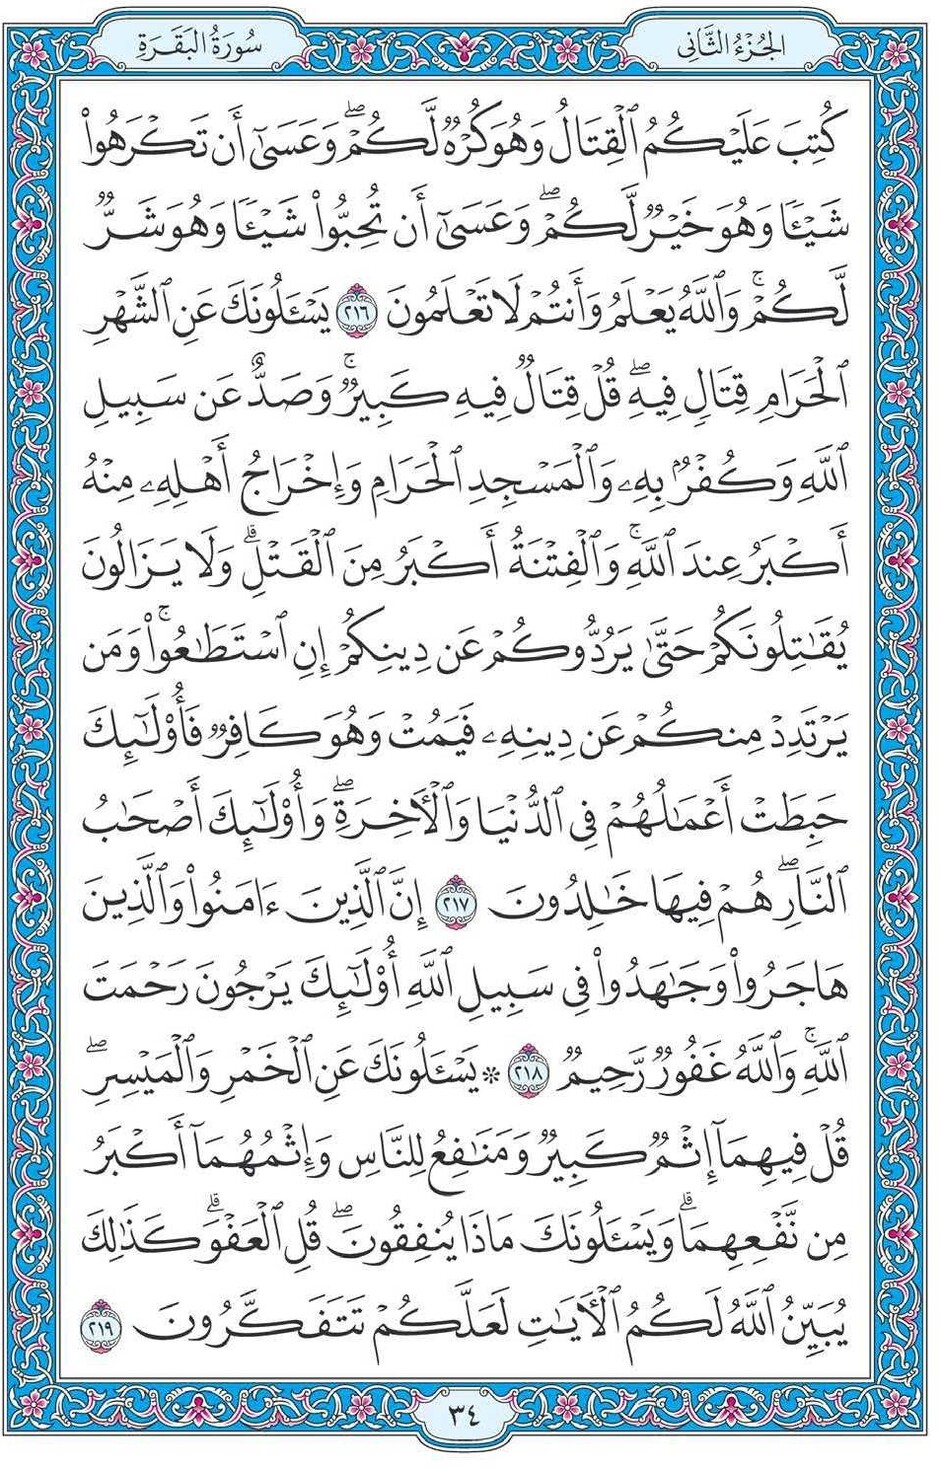 الجُزْءُ الثَّانِي
سُورَةُ البَقَرَةِ
كُتِبَ عَلَيۡكُمُ ٱلۡقِتَالُ وَهُوَ كُرۡهٞ لَّكُمۡۖ وَعَسَىٰٓ أَن تَكۡرَهُواْ
شَيۡـٔٗا وَهُوَ خَيۡرٞ لَّكُمۡۖ وَعَسَىٰٓ أَن تُحِبُّواْ شَيۡـٔٗا وَهُوَ شَرّٞ
لَّكُمۡۚ وَٱللَّهُ يَعۡلَمُ وَأَنتُمۡ لَا تَعۡلَمُونَ ٢١٦ يَسۡـَٔلُونَكَ عَنِ ٱلشَّهۡرِ
ٱلۡحَرَامِ قِتَالٖ فِيهِۖ قُلۡ قِتَالٞ فِيهِ كَبِيرٞۚ وَصَدٌّ عَن سَبِيلِ
ٱللَّهِ وَكُفۡرُۢ بِهِۦ وَٱلۡمَسۡجِدِ ٱلۡحَرَامِ وَإِخۡرَاجُ أَهۡلِهِۦ مِنۡهُ
أَكۡبَرُ عِندَ ٱللَّهِۚ وَٱلۡفِتۡنَةُ أَكۡبَرُ مِنَ ٱلۡقَتۡلِۗ وَلَا يَزَالُونَ
يُقَٰتِلُونَكُمۡ حَتَّىٰ يَرُدُّوكُمۡ عَن دِينِكُمۡ إِنِ ٱسۡتَطَٰعُواْۚ وَمَن
يَرۡتَدِدۡ مِنكُمۡ عَن دِينِهِۦ فَيَمُتۡ وَهُوَ كَافِرٞ فَأُوْلَٰٓئِكَ
حَبِطَتۡ أَعۡمَٰلُهُمۡ فِي ٱلدُّنۡيَا وَٱلۡأٓخِرَةِۖ وَأُوْلَٰٓئِكَ أَصۡحَٰبُ
ٱلنَّارِۖ هُمۡ فِيهَا خَٰلِدُونَ ٢١٧ إِنَّ ٱلَّذِينَ ءَامَنُواْ وَٱلَّذِينَ
هَاجَرُواْ وَجَٰهَدُواْ فِي سَبِيلِ ٱللَّهِ أُوْلَٰٓئِكَ يَرۡجُونَ رَحۡمَتَ
ٱللَّهِۚ وَٱللَّهُ غَفُورٞ رَّحِيمٞ ٢١٨ ۞ يَسۡـَٔلُونَكَ عَنِ ٱلۡخَمۡرِ وَٱلۡمَيۡسِرِۖ
قُلۡ فِيهِمَآ إِثۡمٞ كَبِيرٞ وَمَنَٰفِعُ لِلنَّاسِ وَإِثۡمُهُمَآ أَكۡبَرُ
مِن نَّفۡعِهِمَاۗ وَيَسۡـَٔلُونَكَ مَاذَا يُنفِقُونَۖ قُلِ ٱلۡعَفۡوَۗ كَذَٰلِكَ
يُبَيِّنُ ٱللَّهُ لَكُمُ ٱلۡأٓيَٰتِ لَعَلَّكُمۡ تَتَفَكَّرُونَ ٢١٩
٣٤